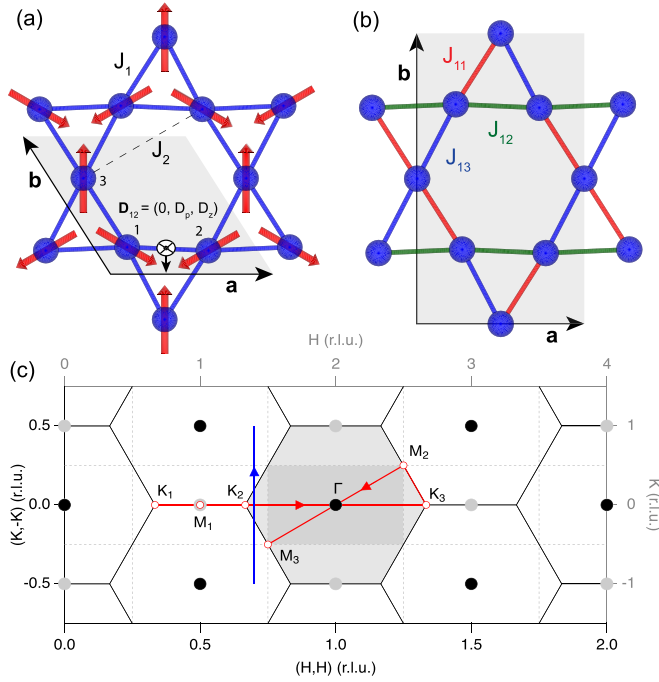 (a)
J₁
J₂
b
3
D₁₂ = (0, Dₚ, D_z)
1
2
a
(b)
b
J₁₁
J₁₂
J₁₃
a
H (r.l.u.)
(c)
0
1
2
3
4
0.5
0.0
-0.5
(K,-K) (r.l.u.)
K₁
M₁
K₂
Γ
M₂
K₃
M₃
1
0
-1
K (r.l.u.)
0.0
0.5
1.0
1.5
2.0
(H,H) (r.l.u.)